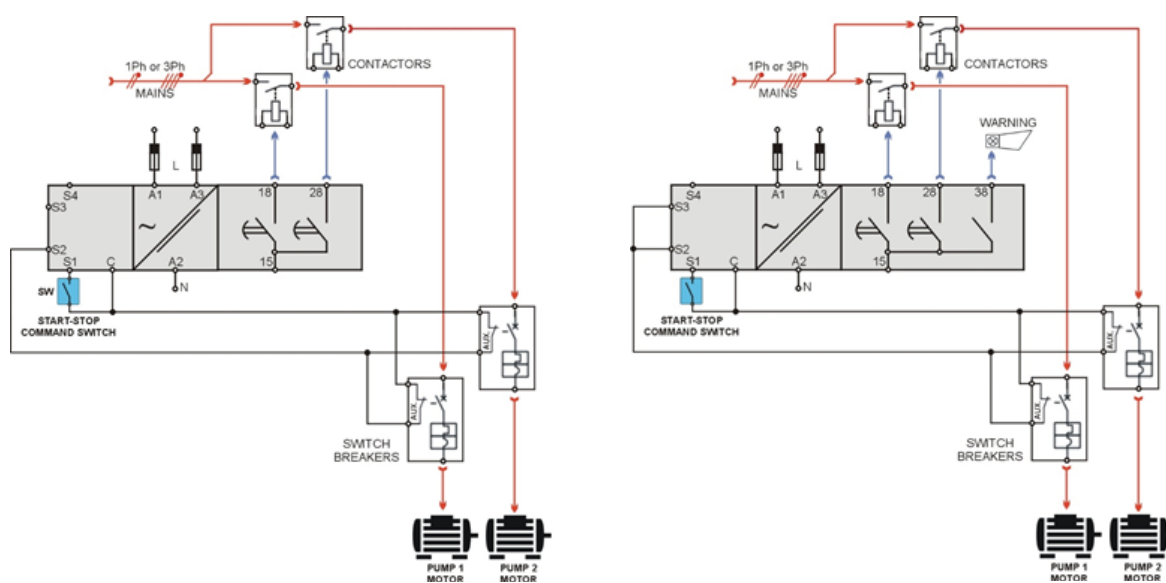 CONTACTORS
1Ph or 3Ph
MAINS
L
S4
A1
A3
18
28
S3
~
S2
S1
C
A2
15
SW
N
START-STOP
COMMAND SWITCH
AUX.
AUX.
SWITCH
BREAKERS
PUMP 1
MOTOR
PUMP 2
MOTOR
CONTACTORS
1Ph or 3Ph
MAINS
WARNING
L
S4
A1
A3
18
28
38
S3
~
S2
S1
C
A2
15
N
START-STOP
COMMAND SWITCH
AUX.
AUX.
SWITCH
BREAKERS
PUMP 1
MOTOR
PUMP 2
MOTOR